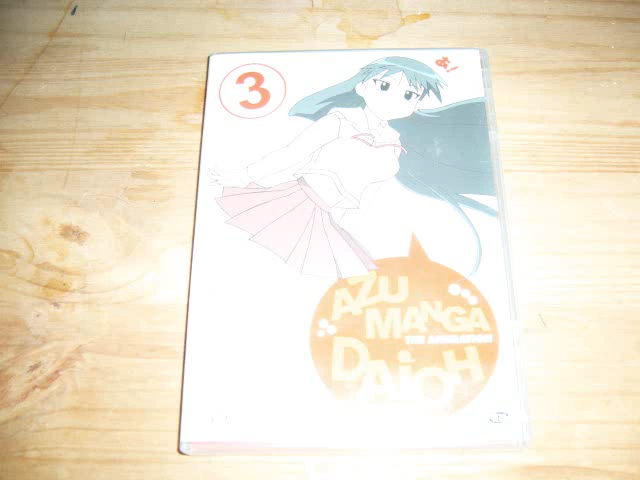 3
あ!
AZU
MANGA
THE ANIMATION
DAIOH